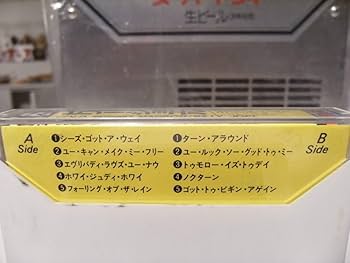 生ビール
A
Side
❶シーズ・ゴット・ア・ウェイ
❷ユー・キャン・メイク・ミー・フリー
❸エヴリバディ・ラヴズ・ユー・ナウ
❹ホワイ・ジュディ・ホワイ
❺フォーリング・オブ・ザ・レイン
❶ターン・アラウンド
❷ユー・ルック・ソー・グッド・トゥ・ミー
❸トゥモロー・イズ・トゥデイ
❹ノクターン
❺ゴット・トゥ・ビギン・アゲイン
B
Side